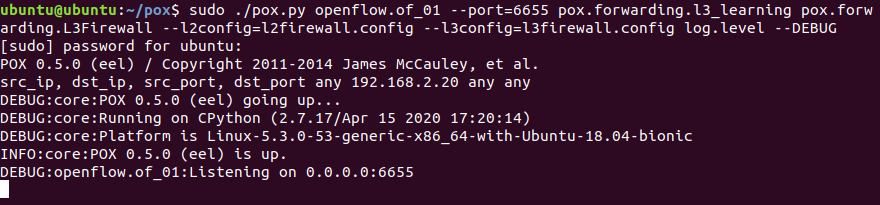 ubuntu@ubuntu:~/pox$ sudo ./pox.py openflow.of_01 --port=6655 pox.forwarding.l3_learning pox.forw
arding.L3Firewall --l2config=l2firewall.config --l3config=l3firewall.config log.level --DEBUG
[sudo] password for ubuntu:
POX 0.5.0 (eel) / Copyright 2011-2014 James McCauley, et al.
src_ip, dst_ip, src_port, dst_port any 192.168.2.20 any any
DEBUG:core:POX 0.5.0 (eel) going up...
DEBUG:core:Running on CPython (2.7.17/Apr 15 2020 17:20:14)
DEBUG:core:Platform is Linux-5.3.0-53-generic-x86_64-with-Ubuntu-18.04-bionic
INFO:core:POX 0.5.0 (eel) is up.
DEBUG:openflow.of_01:Listening on 0.0.0.0:6655